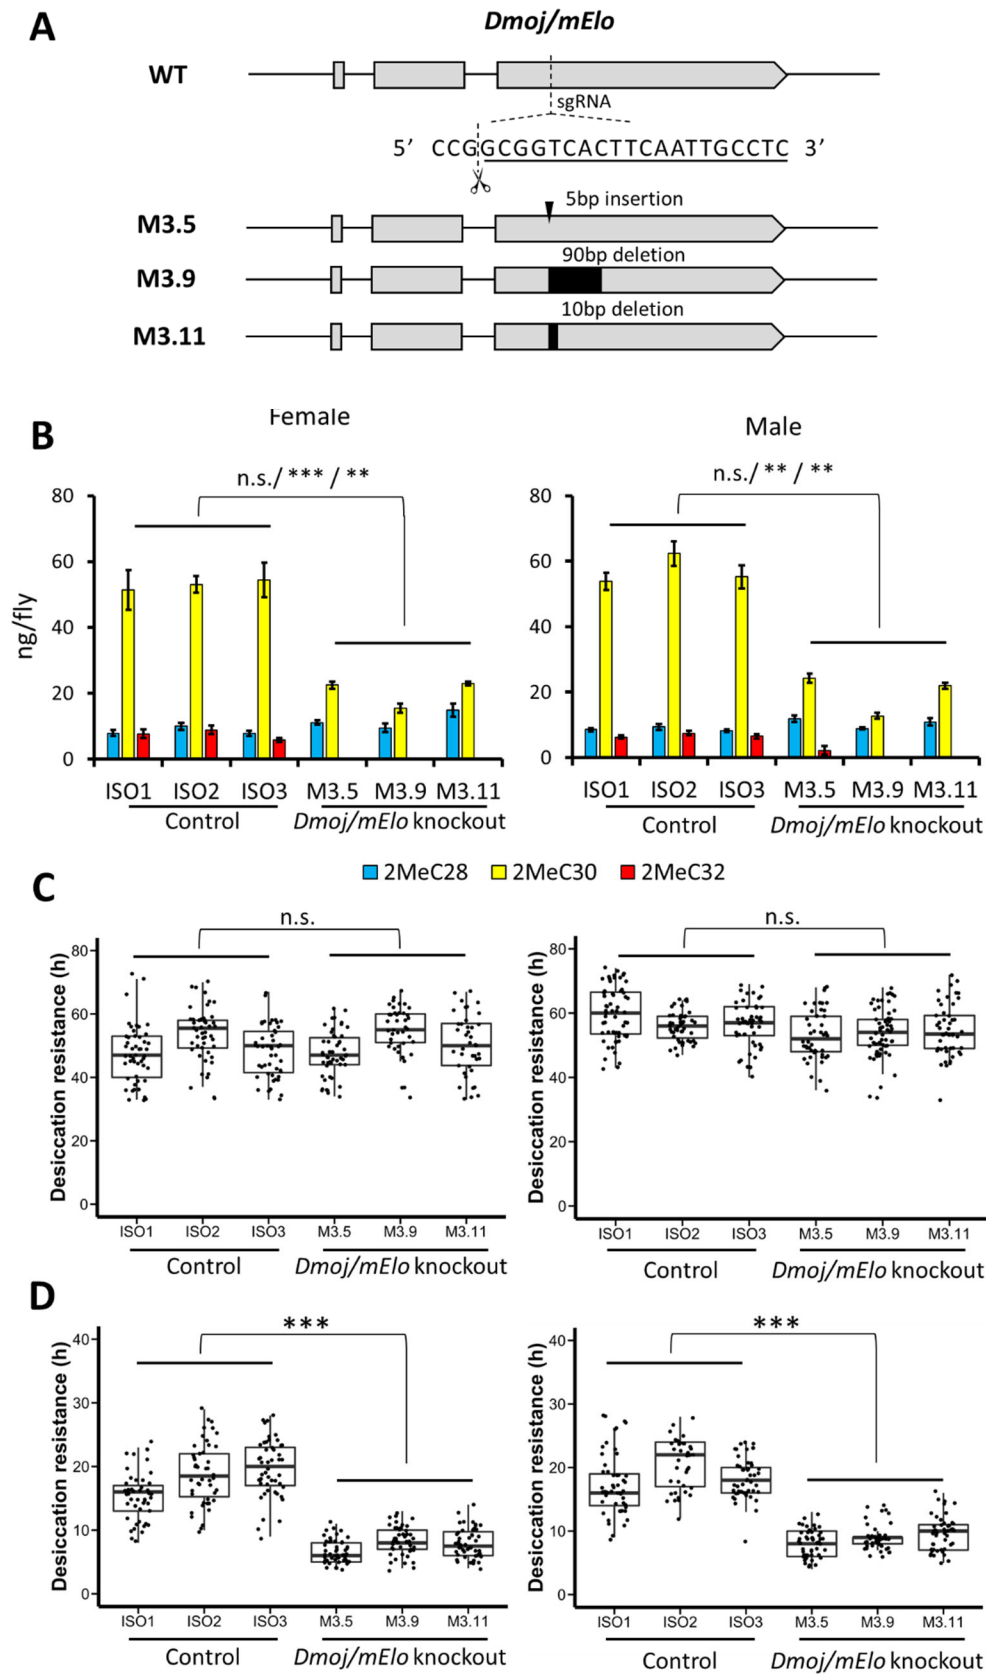 A
Dmoj/mElo
WT
sgRNA
5’ CCGGCGGTCACTTCAATTGCCTC 3’
5bp insertion
M3.5
90bp deletion
M3.9
10bp deletion
M3.11
B
Female
Male
n.s./ *** / **
n.s./ ** / **
80
60
40
20
0
ng/fly
80
60
40
20
0
ISO1 ISO2 ISO3 M3.5 M3.9 M3.11
Control Dmoj/mElo knockout
ISO1 ISO2 ISO3 M3.5 M3.9 M3.11
Control Dmoj/mElo knockout
2MeC28 2MeC30 2MeC32
C
n.s.
n.s.
Desiccation resistance (h)
80
60
40
20
0
Desiccation resistance (h)
80
60
40
20
0
ISO1 ISO2 ISO3 M3.5 M3.9 M3.11
Control Dmoj/mElo knockout
ISO1 ISO2 ISO3 M3.5 M3.9 M3.11
Control Dmoj/mElo knockout
D
***
***
Desiccation resistance (h)
40
30
20
10
0
Desiccation resistance (h)
40
30
20
10
0
ISO1 ISO2 ISO3 M3.5 M3.9 M3.11
Control Dmoj/mElo knockout
ISO1 ISO2 ISO3 M3.5 M3.9 M3.11
Control Dmoj/mElo knockout